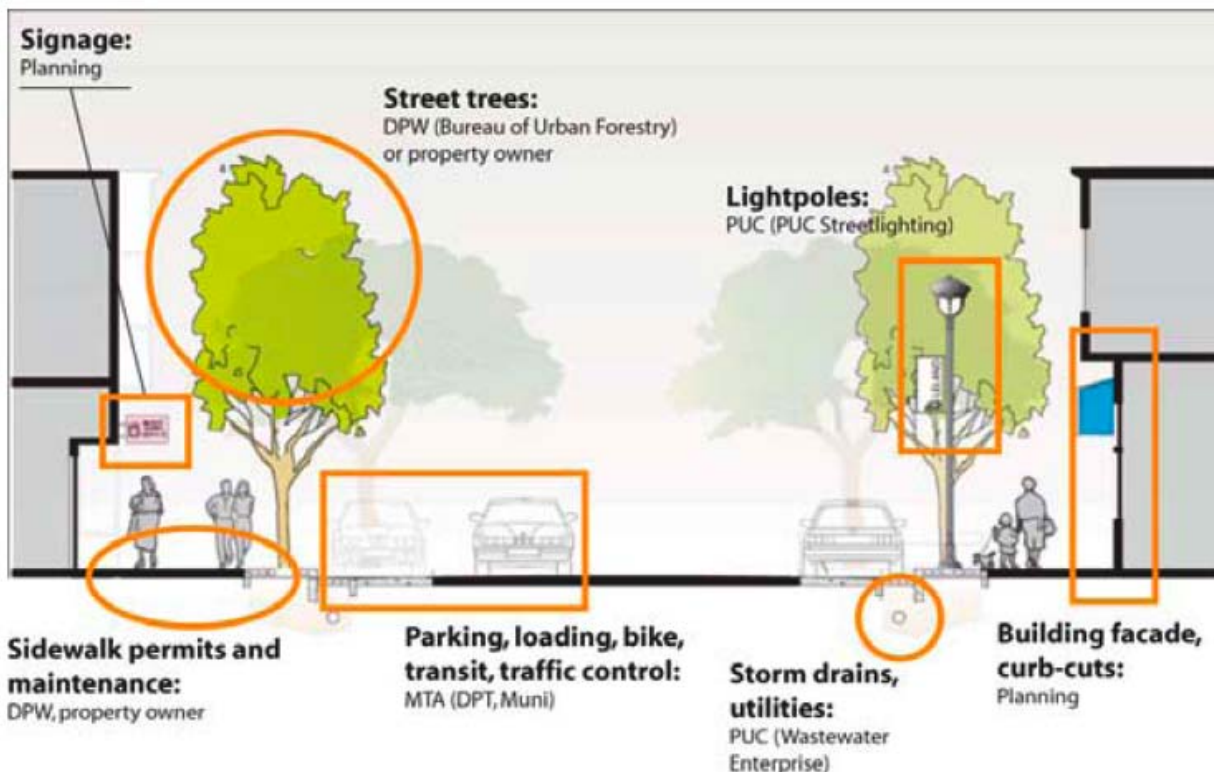 Signage:
Planning
Street trees:
DPW (Bureau of Urban Forestry)
or property owner
Lightpoles:
PUC (PUC Streetlighting)
Sidewalk permits and
maintenance:
DPW, property owner
Parking, loading, bike,
transit, traffic control:
MTA (DPT, Muni)
Storm drains,
utilities:
PUC (Wastewater
Enterprise)
Building facade,
curb-cuts:
Planning